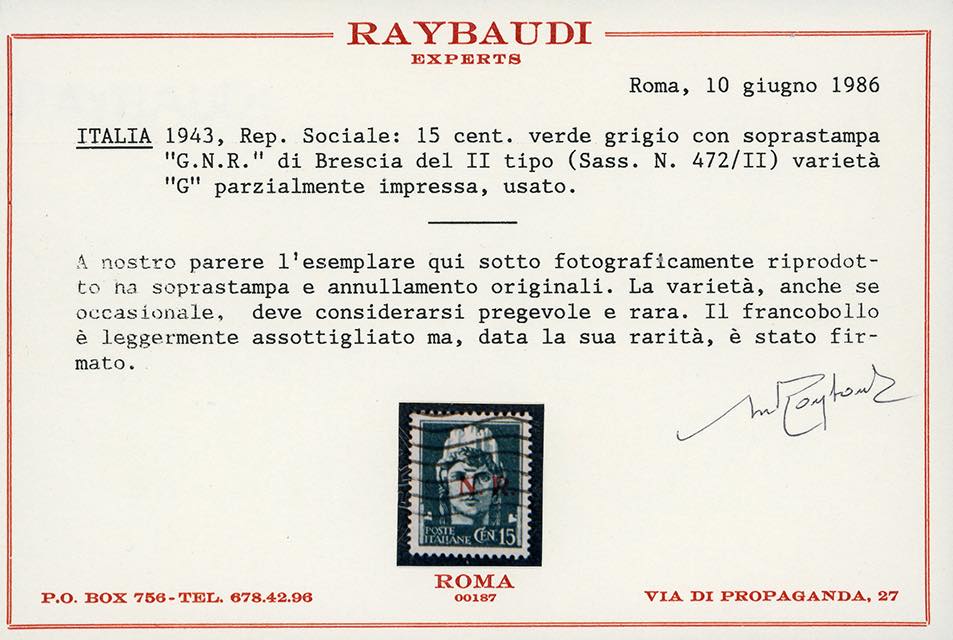 RAYBAUDI
EXPERTS
Roma, 10 giugno 1986
ITALIA 1943, Rep. Sociale: 15 cent. verde grigio con soprastampa
"G.N.R." di Brescia del II tipo (Sass. N. 472/II) varietà
"G" parzialmente impressa, usato.
A nostro parere l'esemplare qui sotto fotograficamente riprodot-
to ha soprastampa e annullamento originali. La varietà, anche se
occasionale, deve considerarsi pregevole e rara. Il francobollo
è leggermente assottigliato ma, data la sua rarità, è stato fir-
mato.
N. R.
POSTE
ITALIANE CEN. 15
ROMA
00187
P.O. BOX 756-TEL. 678.42.96
VIA DI PROPAGANDA, 27